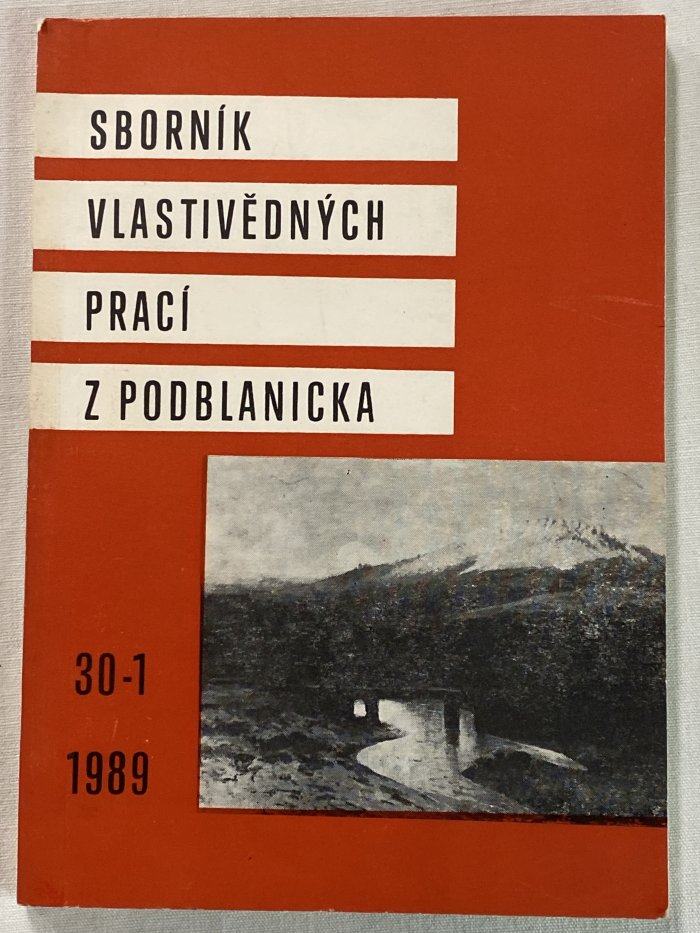 SBORNÍK
VLASTIVĚDNÝCH
PRACÍ
Z PODBLANICKA
30-1
1989